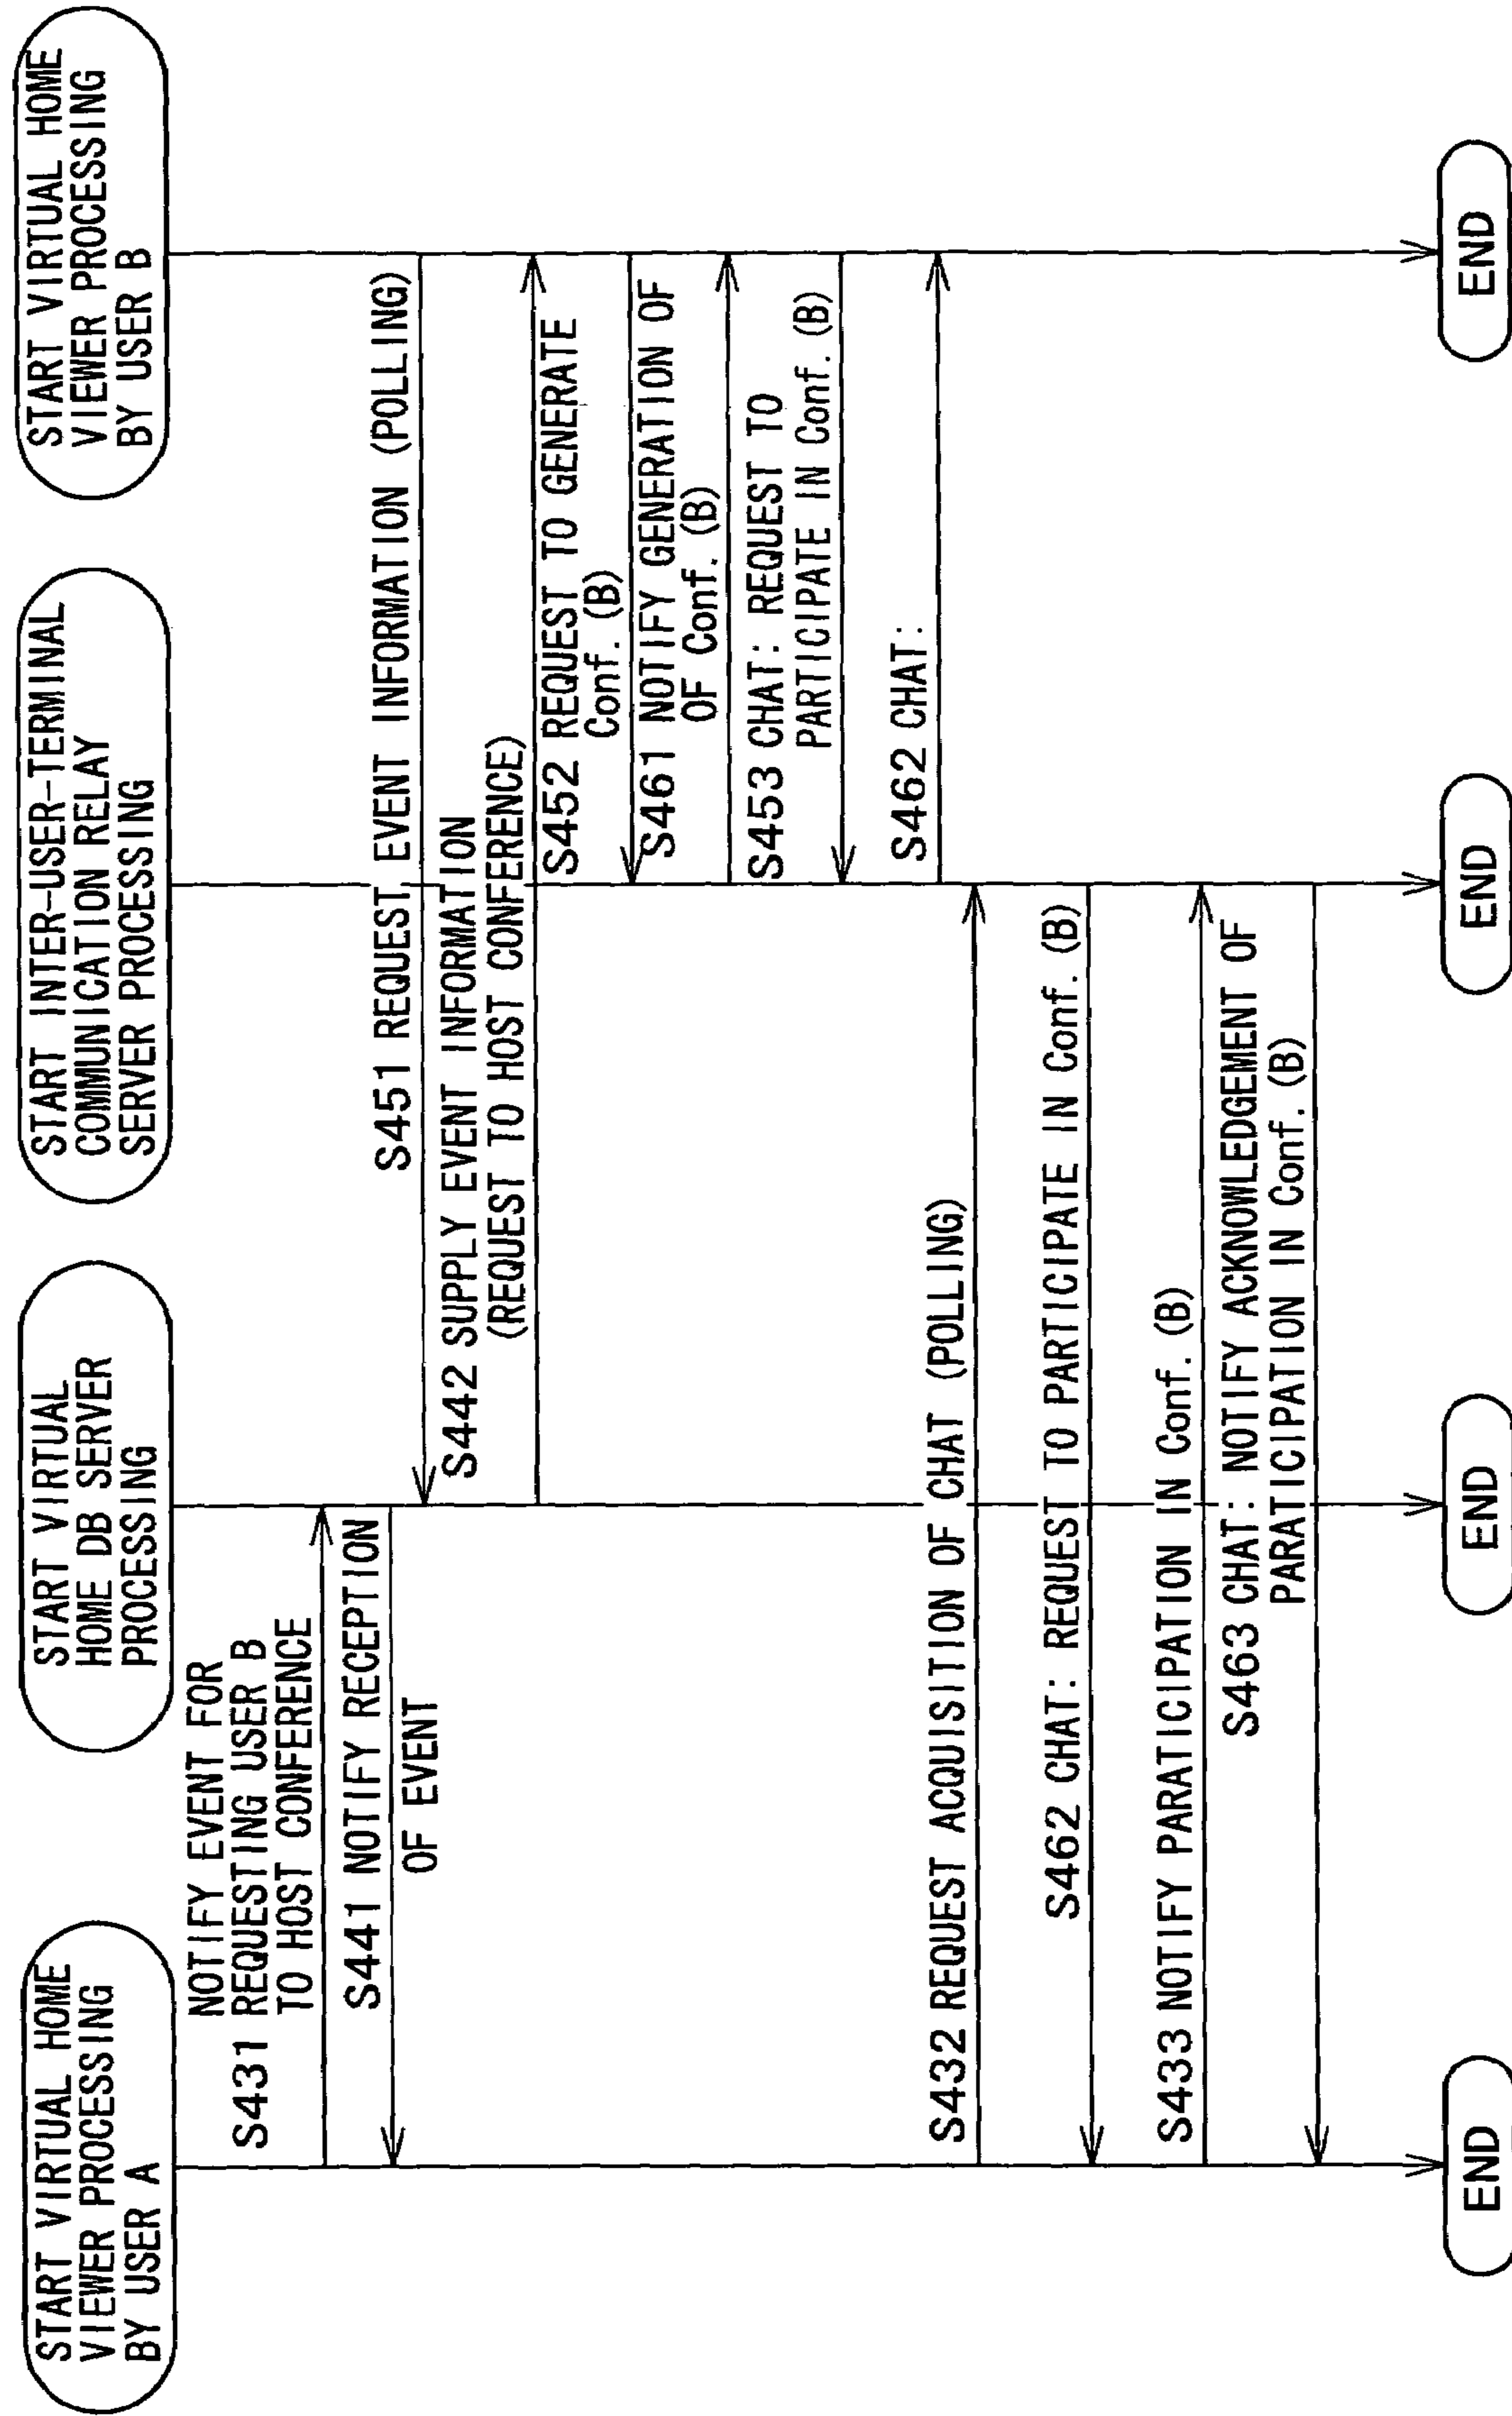 START VIRTUAL HOME
VIEWER PROCESSING
BY USER A
START VIRTUAL
HOME DB SERVER
PROCESSING
START INTER-USER-TERMINAL
COMMUNICATION RELAY
SERVER PROCESSING
START VIRTUAL HOME
VIEWER PROCESSING
BY USER B
NOTIFY EVENT FOR
S431 REQUESTING USER B
TO HOST CONFERENCE
S441 NOTIFY RECEPTION
OF EVENT
S451 REQUEST EVENT INFORMATION (POLLING)
S442 SUPPLY EVENT INFORMATION
(REQUEST TO HOST CONFERENCE)
S452 REQUEST TO GENERATE
Conf. (B)
S461 NOTIFY GENERATION OF
OF Conf. (B)
S453 CHAT: REQUEST TO
PARTICIPATE IN Conf. (B)
S462 CHAT:
S432 REQUEST ACQUISITION OF CHAT (POLLING)
S462 CHAT: REQUEST TO PARTICIPATE IN Conf. (B)
S433 NOTIFY PARATICIPATION IN Conf. (B)
S463 CHAT: NOTIFY ACKNOWLEDGEMENT OF
PARATICIPATION IN Conf. (B)
END
END
END
END